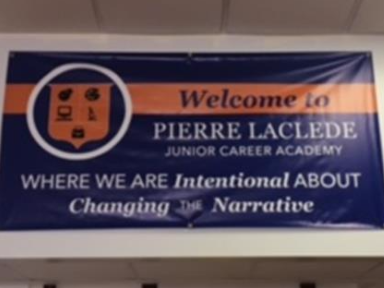 Welcome to
PIERRE LACLEDE
JUNIOR CAREER ACADEMY
WHERE WE ARE Intentional ABOUT
Changing THE Narrative